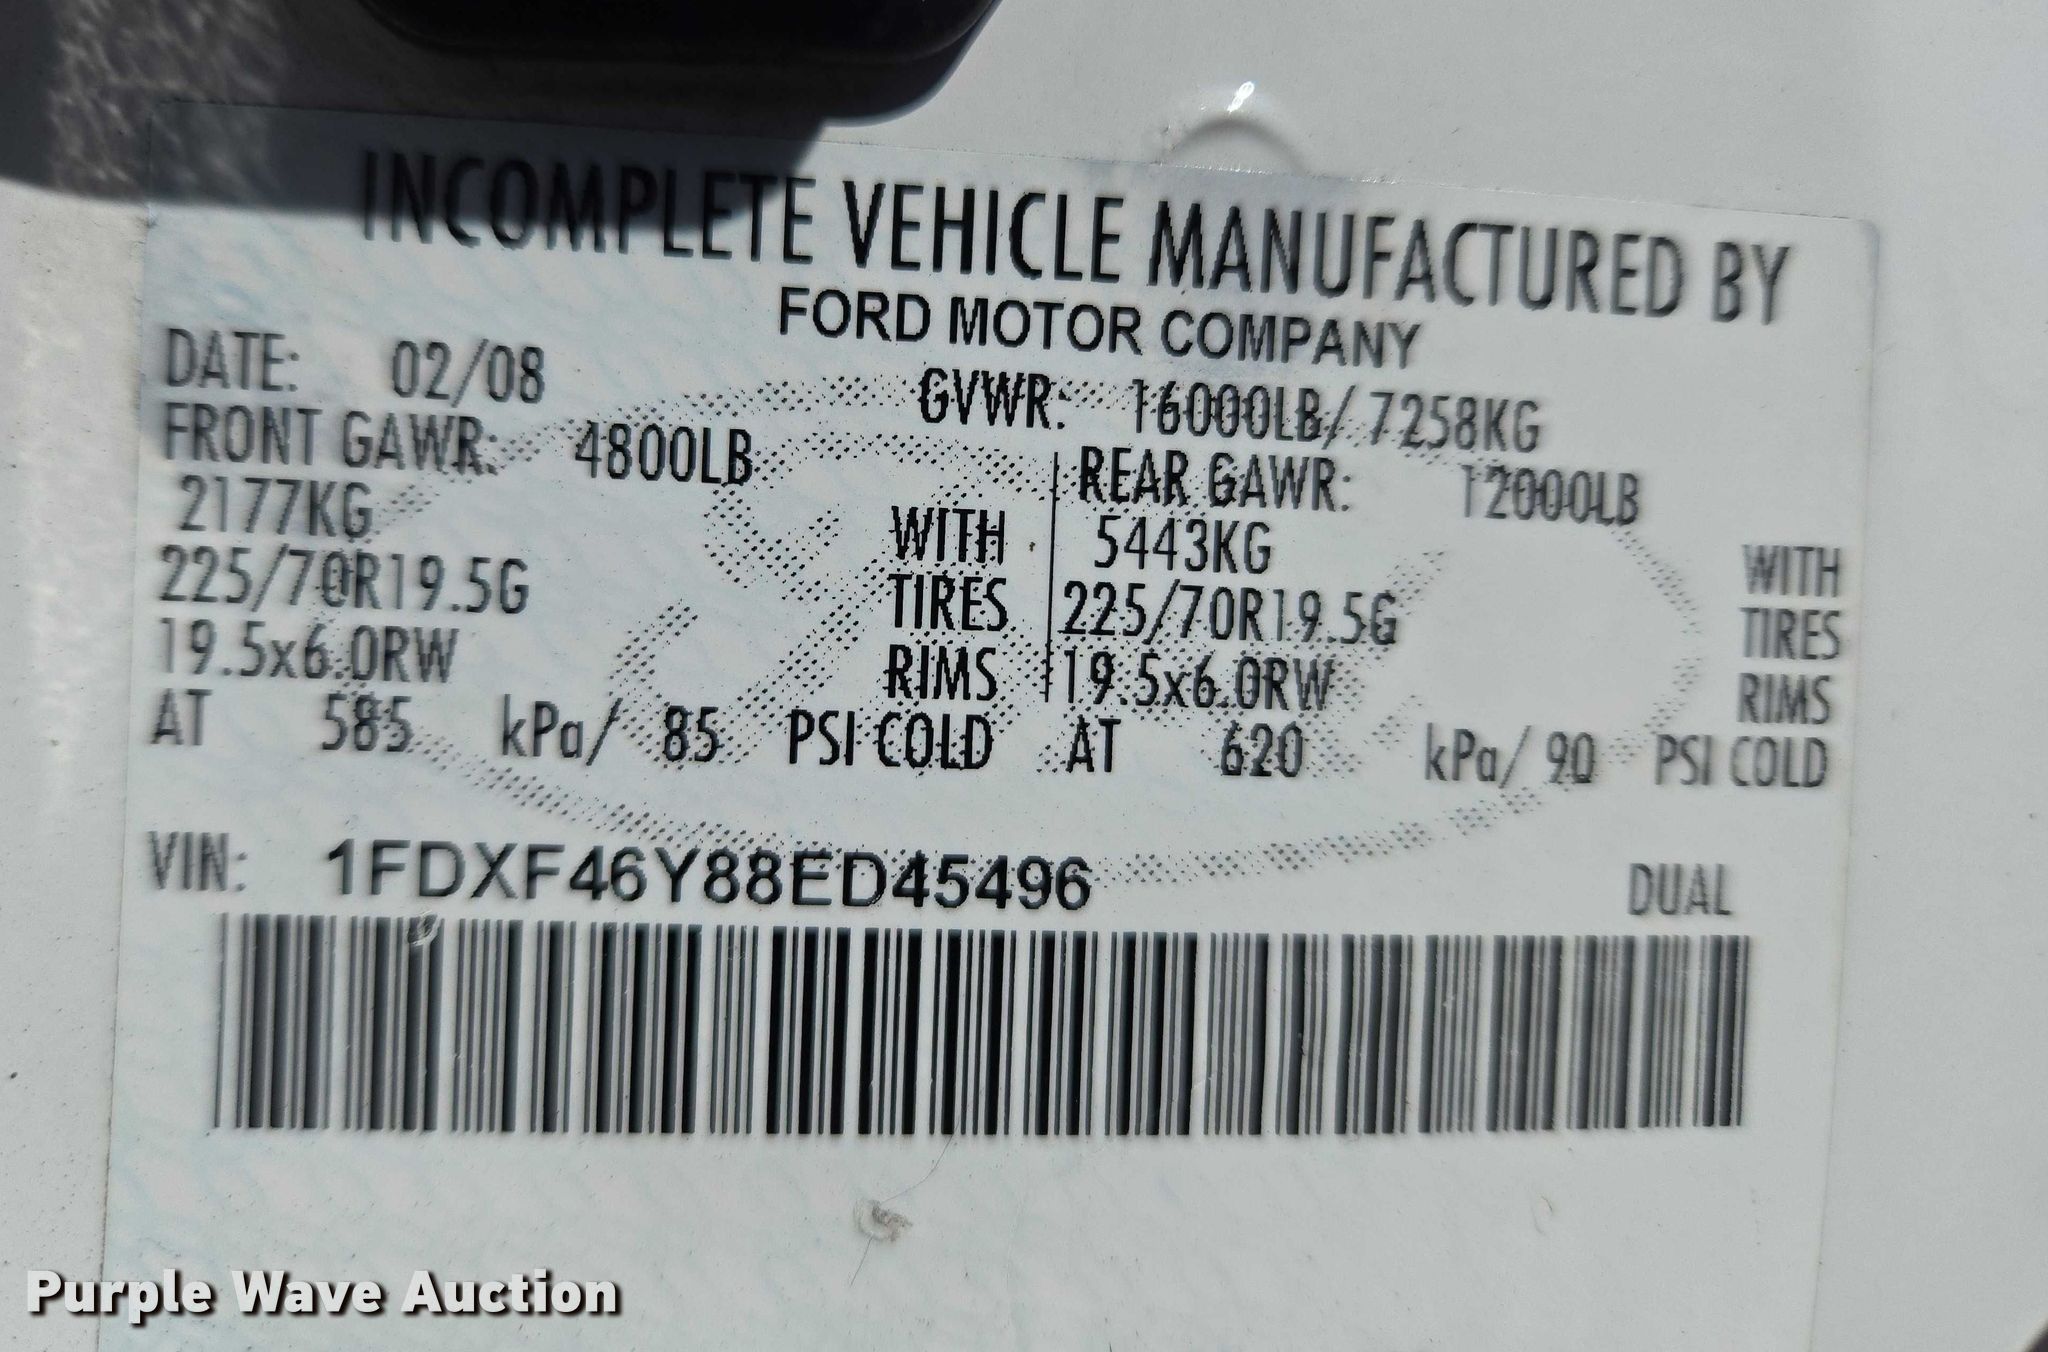 INCOMPLETE VEHICLE MANUFACTURED BY
FORD MOTOR COMPANY
DATE: 02/08
GVWR: 16000LB/ 7258KG
FRONT GAWR: 4800LB
2177KG WITH
225/70R19.5G TIRES
19.5x6.0RW RIMS
AT 585 kPa/ 85 PSI COLD
REAR GAWR: 12000LB
5443KG WITH
225/70R19.5G TIRES
19.5x6.0RW RIMS
AT 620 kPa/ 90 PSI COLD
VIN: 1FDXF46Y88ED45496
DUAL
Purple Wave Auction